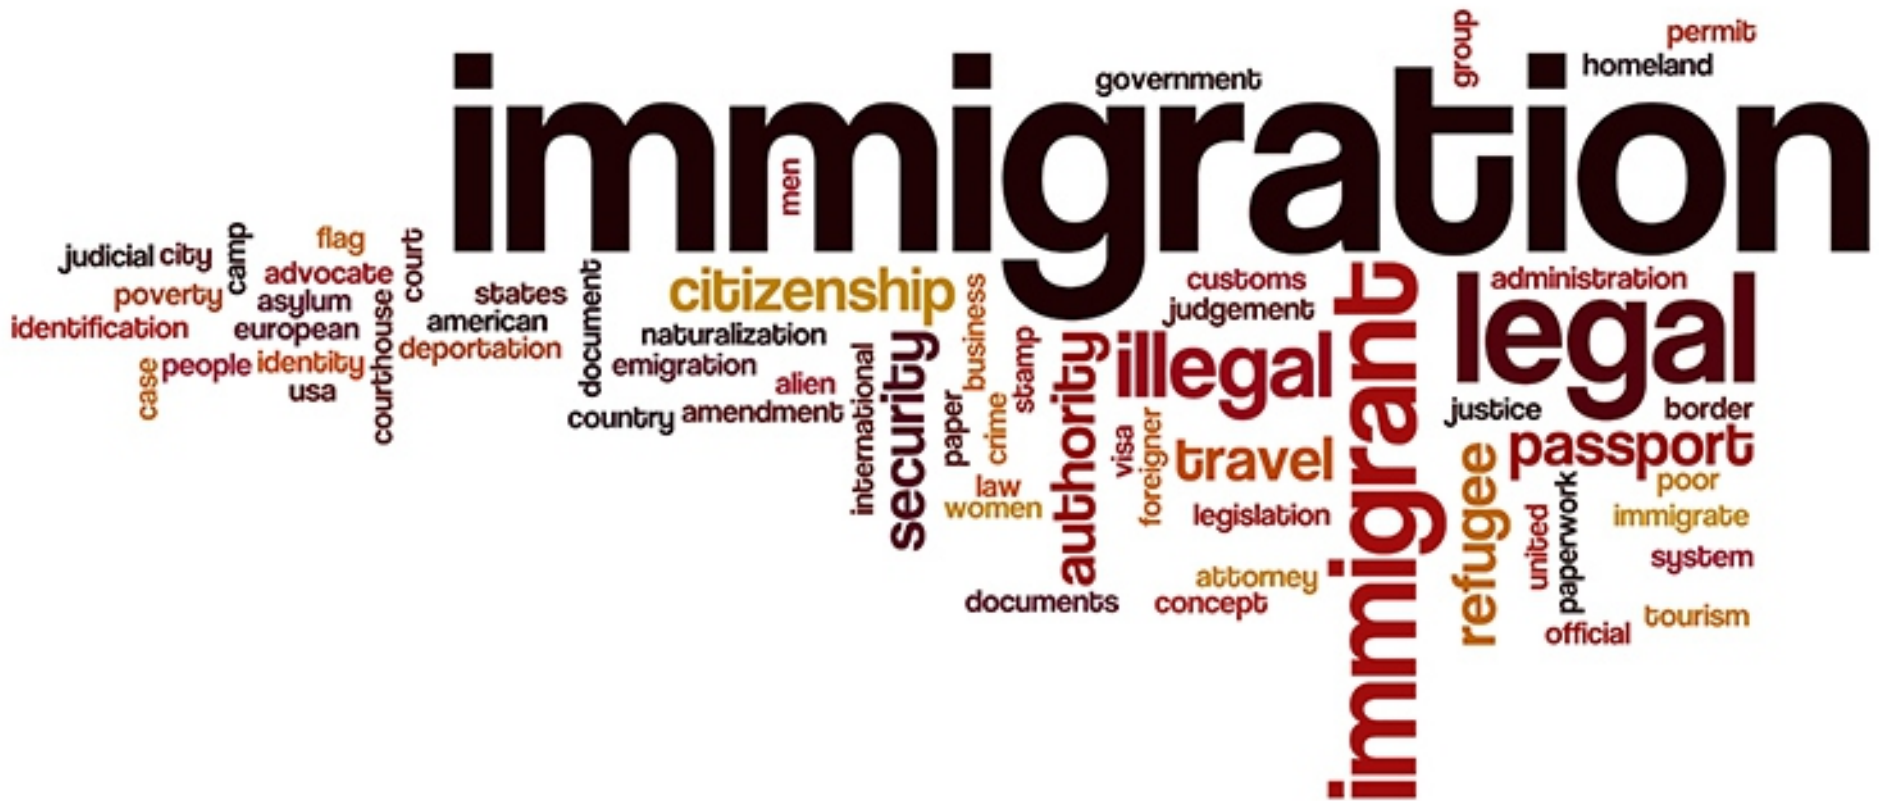 group
permit
homeland
government
immigration
men
judicial
city
camp
flag
court
advocate
poverty
asylum
identification
european
case
people
identity
usa
courthouse
states
american
deportation
document
citizenship
naturalization
emigration
alien
country
amendment
international
security
business
stamp
paper
crime
law
women
authority
documents
customs
judgement
illegal
visa
foreigner
travel
legislation
attorney
concept
immigrant
administration
legal
justice
border
passport
refugee
poor
immigrate
united
paperwork
system
tourism
official